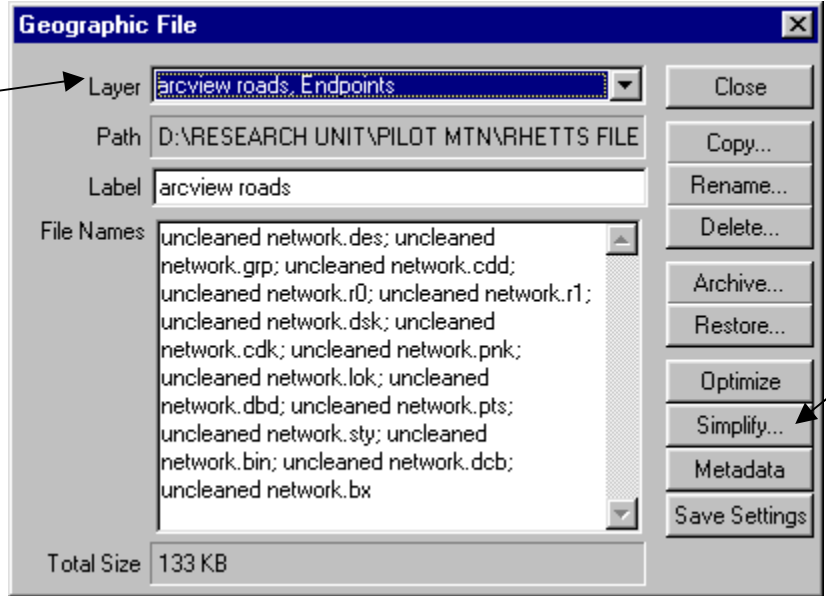 Geographic File
Layer arcview roads, Endpoints
Close
Path D:\RESEARCH UNIT\PILOT MTN\RHETTS FILE
Copy...
Label arcview roads
Rename...
File Names
Delete...
uncleaned network.des; uncleaned
network.grp; uncleaned network.cdd;
uncleaned network.r0; uncleaned network.r1;
uncleaned network.dsk; uncleaned
network.cdk; uncleaned network.pnk;
uncleaned network.lok; uncleaned
network.dbd; uncleaned network.pts;
uncleaned network.sty; uncleaned
network.bin; uncleaned network.dcb;
uncleaned network.bx
Archive...
Restore...
Optimize
Simplify...
Metadata
Save Settings
Total Size 133 KB